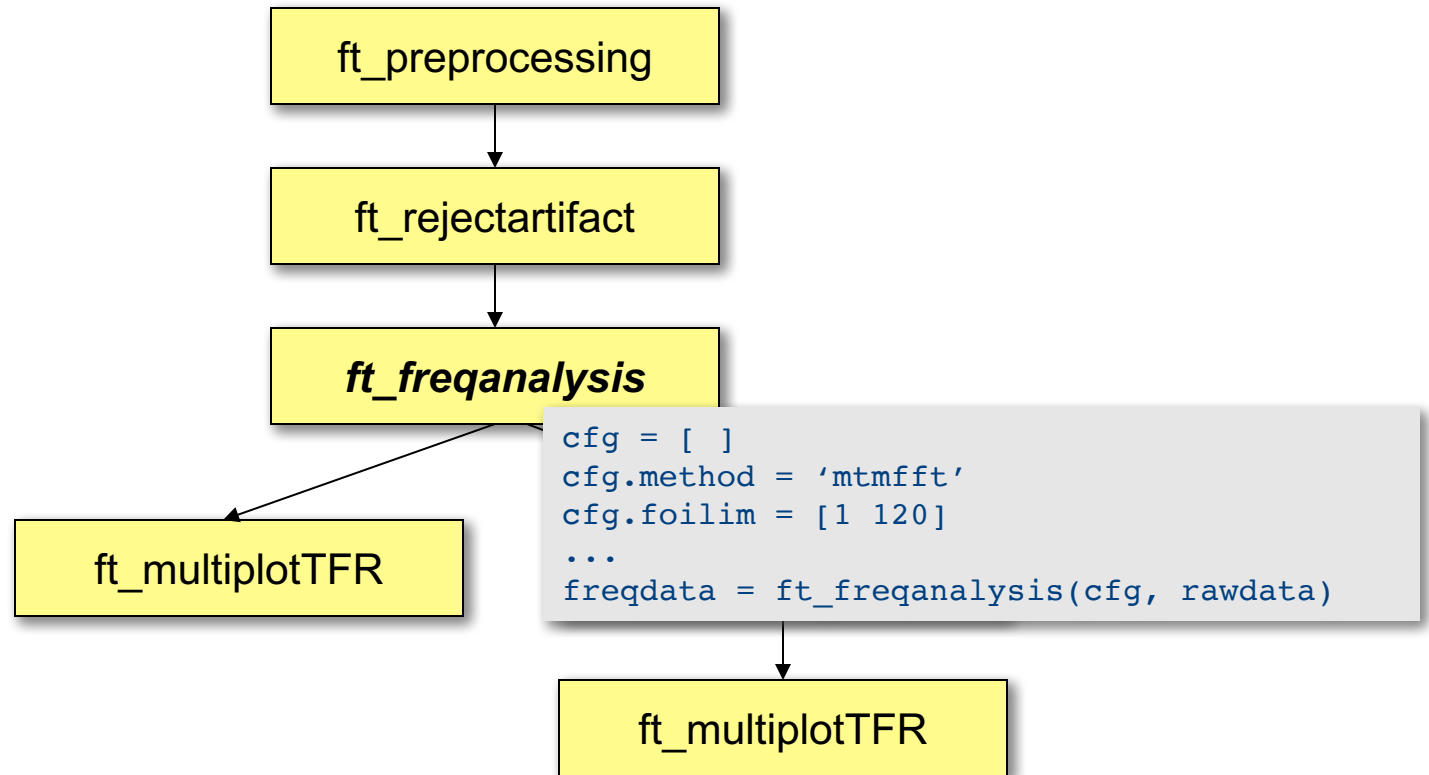 ft_preprocessing
ft_rejectartifact
ft_freqanalysis
cfg = [ ]
cfg.method = ‘mtmfft’
cfg.foilim = [1 120]
...
freqdata = ft_freqanalysis(cfg, rawdata)
ft_multiplotTFR
ft_multiplotTFR